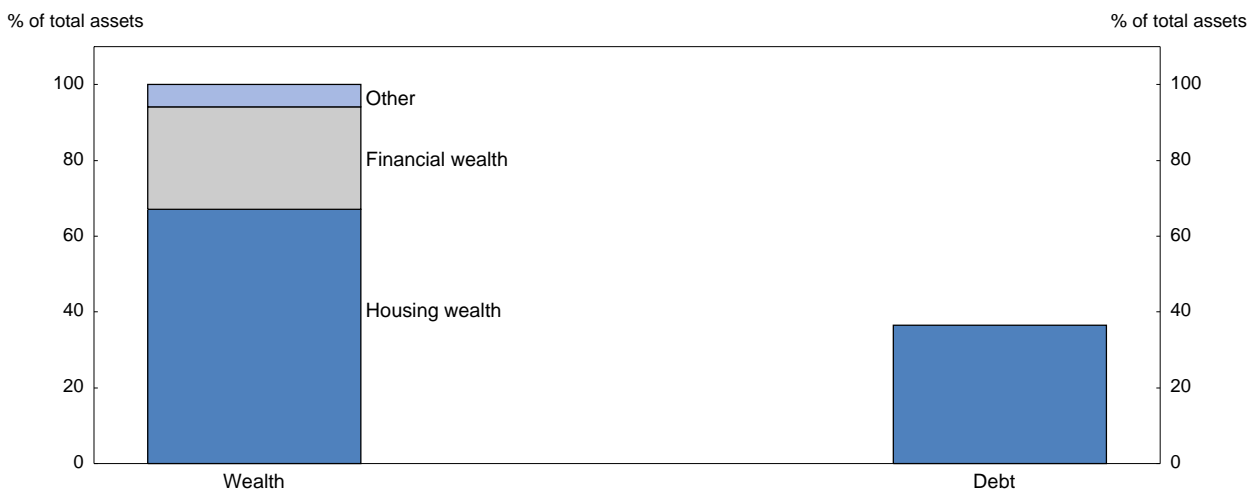 % of total assets % of total assets
100 100
Other
80 Financial wealth 80
60 60
40 Housing wealth 40
20 20
0 0
Wealth Debt